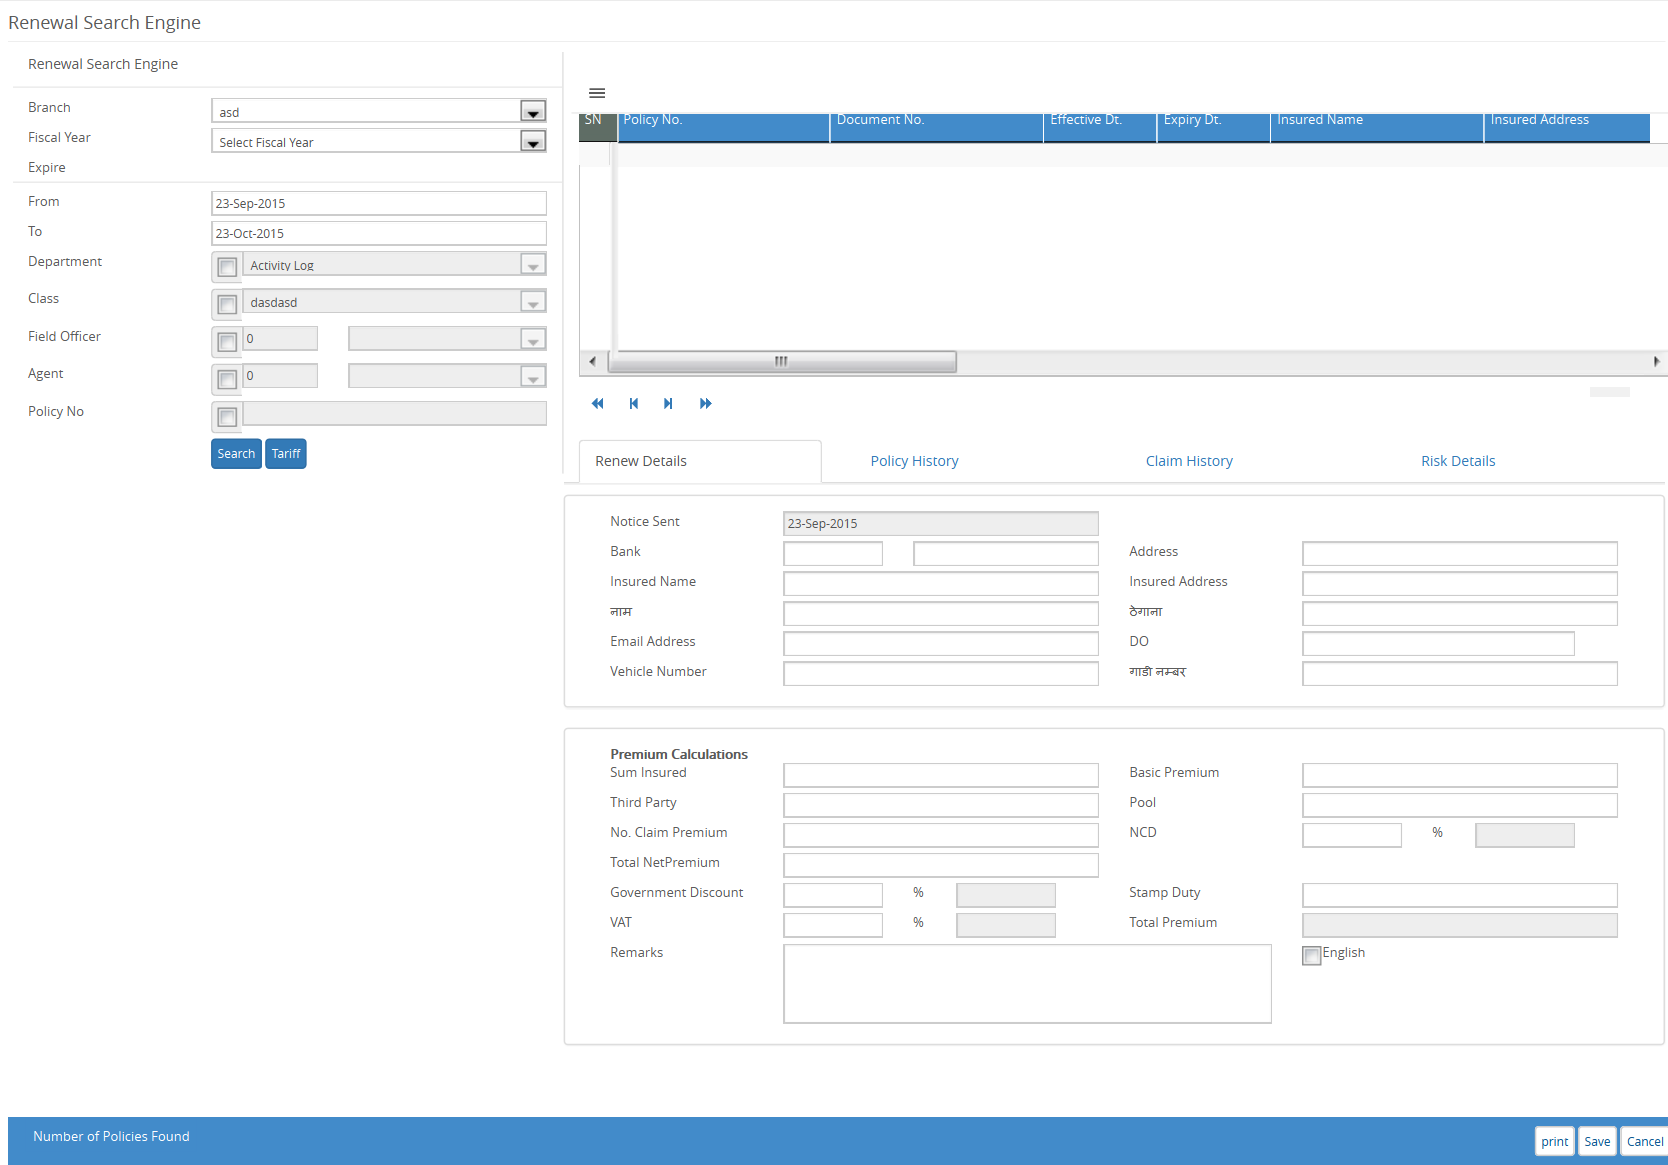 Renewal Search Engine
Renewal Search Engine
Branch asd
Fiscal Year Select Fiscal Year
Expire
From 23-Sep-2015
To 23-Oct-2015
Department Activity Log
Class dasdasd
Field Officer 0
Agent 0
Policy No
Search Tariff
SN Policy No. Document No. Effective Dt. Expiry Dt. Insured Name Insured Address
Renew Details Policy History Claim History Risk Details
Notice Sent 23-Sep-2015
Bank Address
Insured Name Insured Address
नाम ठेगाना
Email Address DO
Vehicle Number गाडी नम्बर
Premium Calculations
Sum Insured Basic Premium
Third Party Pool
No. Claim Premium NCD %
Total NetPremium
Government Discount % Stamp Duty
VAT % Total Premium
Remarks English
Number of Policies Found print Save Cancel